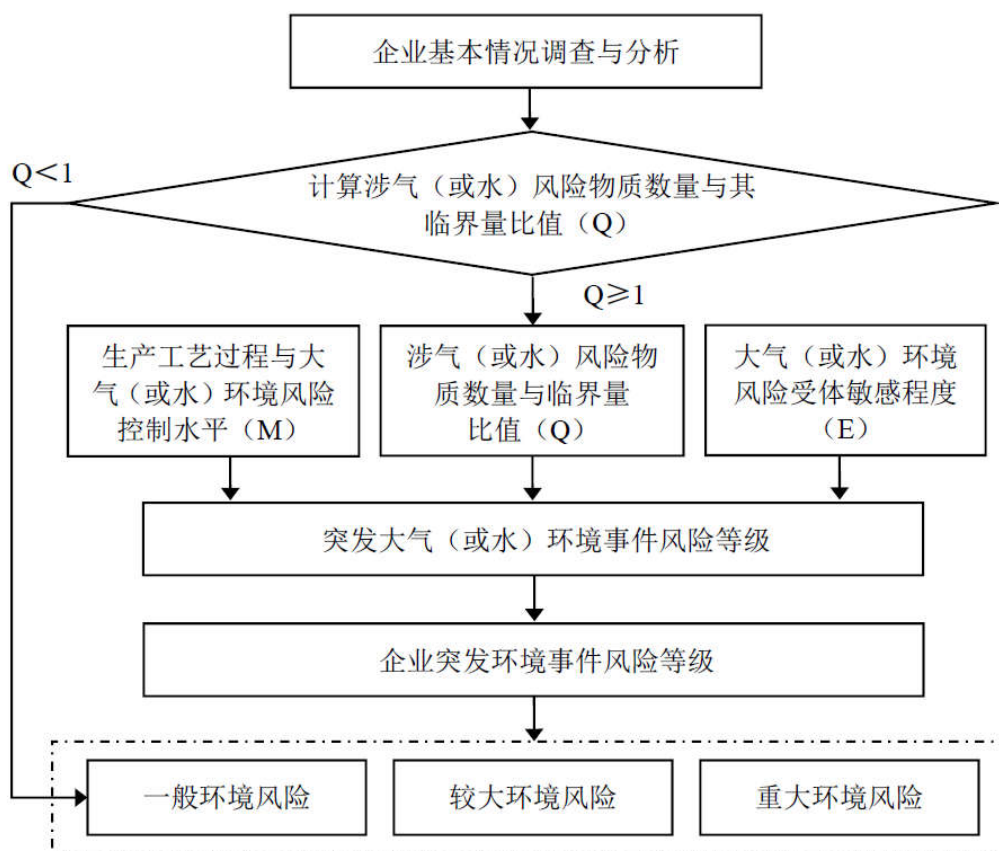 企业基本情况调查与分析
Q＜1
计算涉气（或水）风险物质数量与其
临界量比值（Q）
Q≥1
生产工艺过程与大
气（或水）环境风险
控制水平（M）
涉气（或水）风险物
质数量与临界量
比值（Q）
大气（或水）环境
风险受体敏感程度
（E）
突发大气（或水）环境事件风险等级
企业突发环境事件风险等级
一般环境风险
较大环境风险
重大环境风险